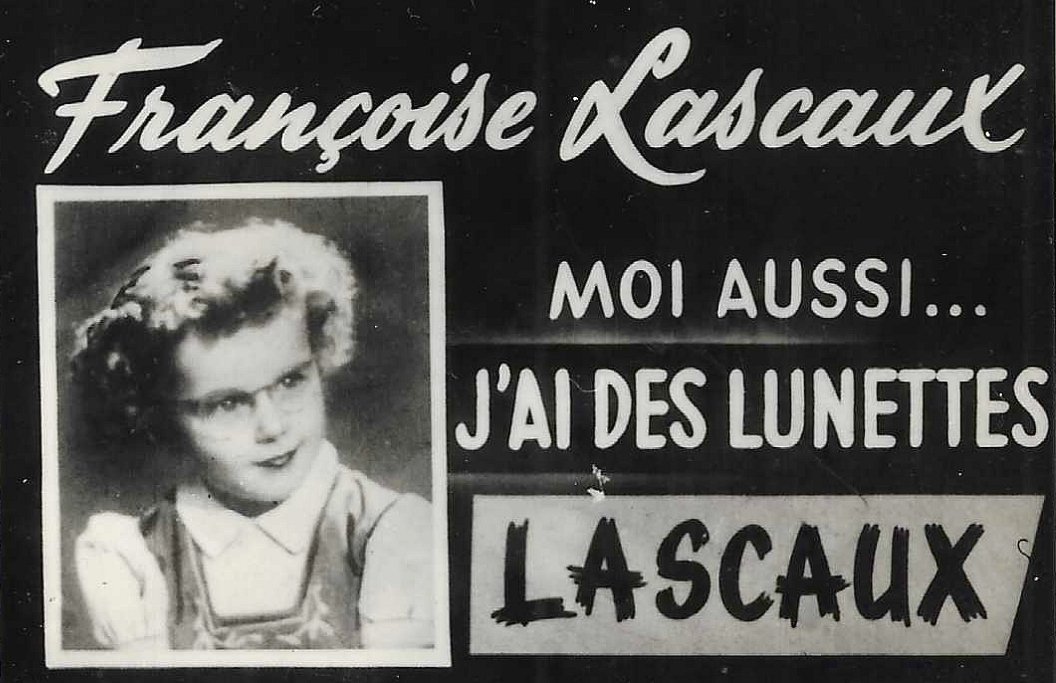 Françoise Lascaux
MOI AUSSI...
J'AI DES LUNETTES
LASCAUX